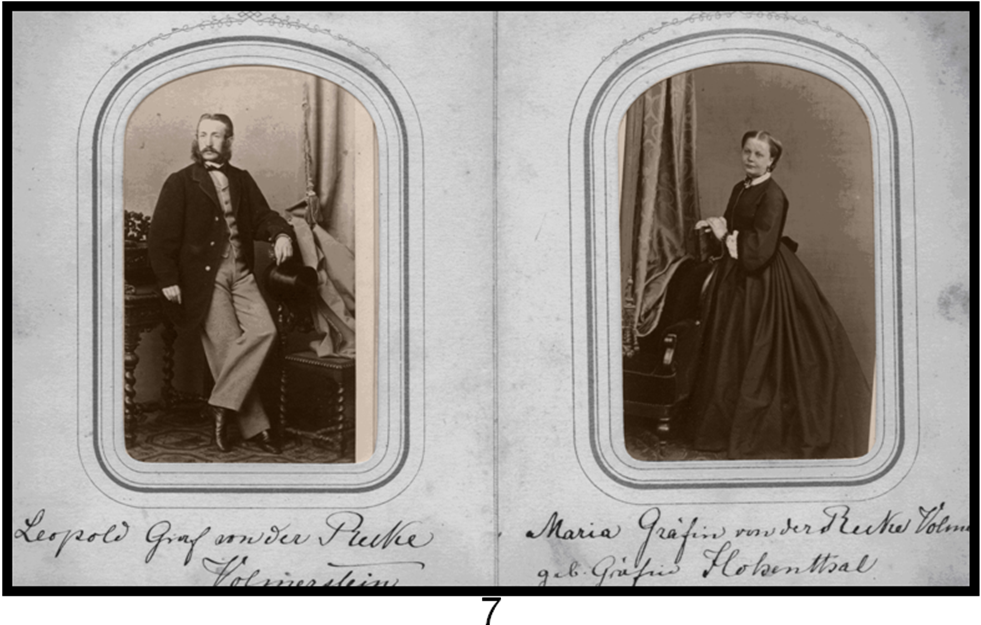 Leopold Graf von der Recke
Volmerstein
Maria Gräfin von der Recke Volm
geb. Gräfin Hohenthal
7